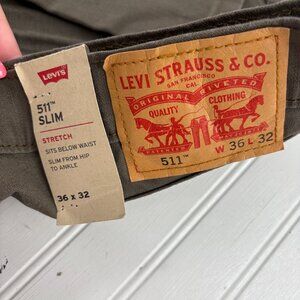 Levi's
511™
SLIM
STRETCH
SITS BELOW WAIST
SLIM FROM HIP
TO ANKLE
36 x 32
LEVI STRAUSS & CO.
SAN FRANCISCO
CAL.
ORIGINAL RIVETED
QUALITY CLOTHING
511™ W 36 L 32